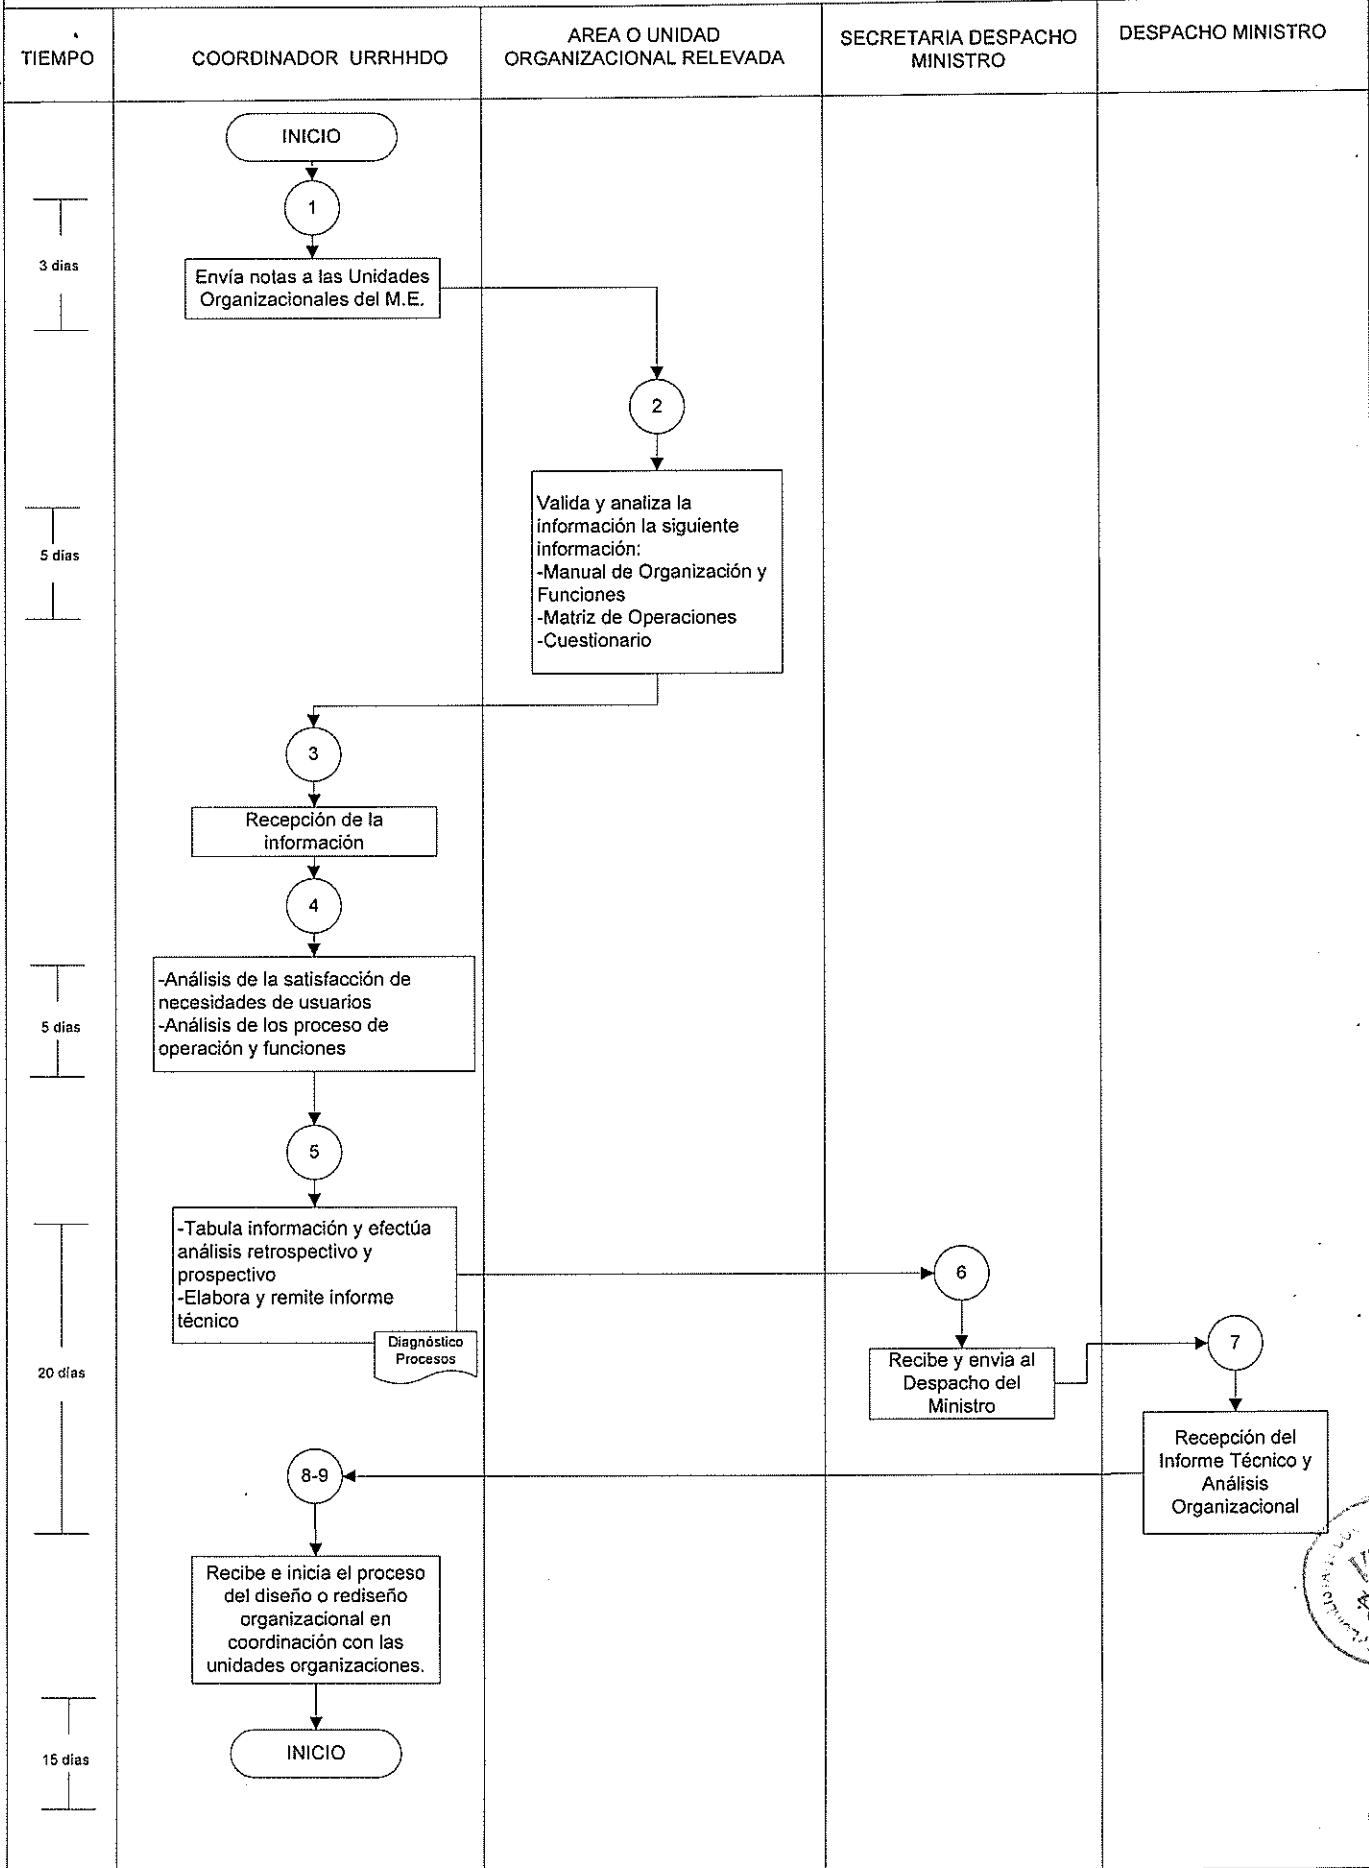 TIEMPO
COORDINADOR URRHHDO
AREA O UNIDAD
ORGANIZACIONAL RELEVADA
SECRETARIA DESPACHO
MINISTRO
DESPACHO MINISTRO
INICIO
1
3 dias
Envía notas a las Unidades
Organizacionales del M.E.
2
5 días
Valida y analiza la
información la siguiente
información:
-Manual de Organización y
Funciones
-Matriz de Operaciones
-Cuestionario
3
Recepción de la
información
4
5 dias
-Análisis de la satisfacción de
necesidades de usuarios
-Análisis de los proceso de
operación y funciones
5
20 días
-Tabula información y efectúa
análisis retrospectivo y
prospectivo
-Elabora y remite informe
técnico
Diagnóstico
Procesos
6
Recibe y envia al
Despacho del
Ministro
7
Recepción del
Informe Técnico y
Análisis
Organizacional
8-9
Recibe e inicia el proceso
del diseño o rediseño
organizacional en
coordinación con las
unidades organizaciones.
15 días
INICIO